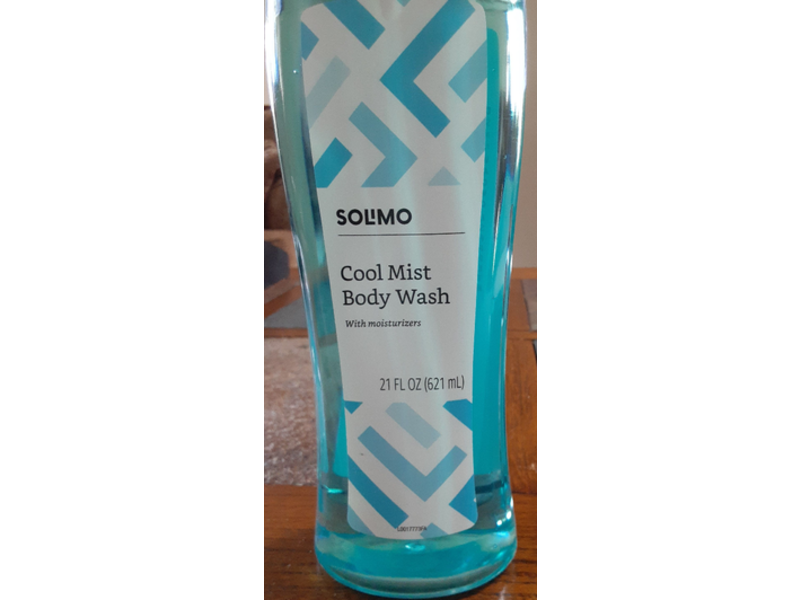 SOLIMO
Cool Mist
Body Wash
With moisturizers
21 FL OZ (621 mL)